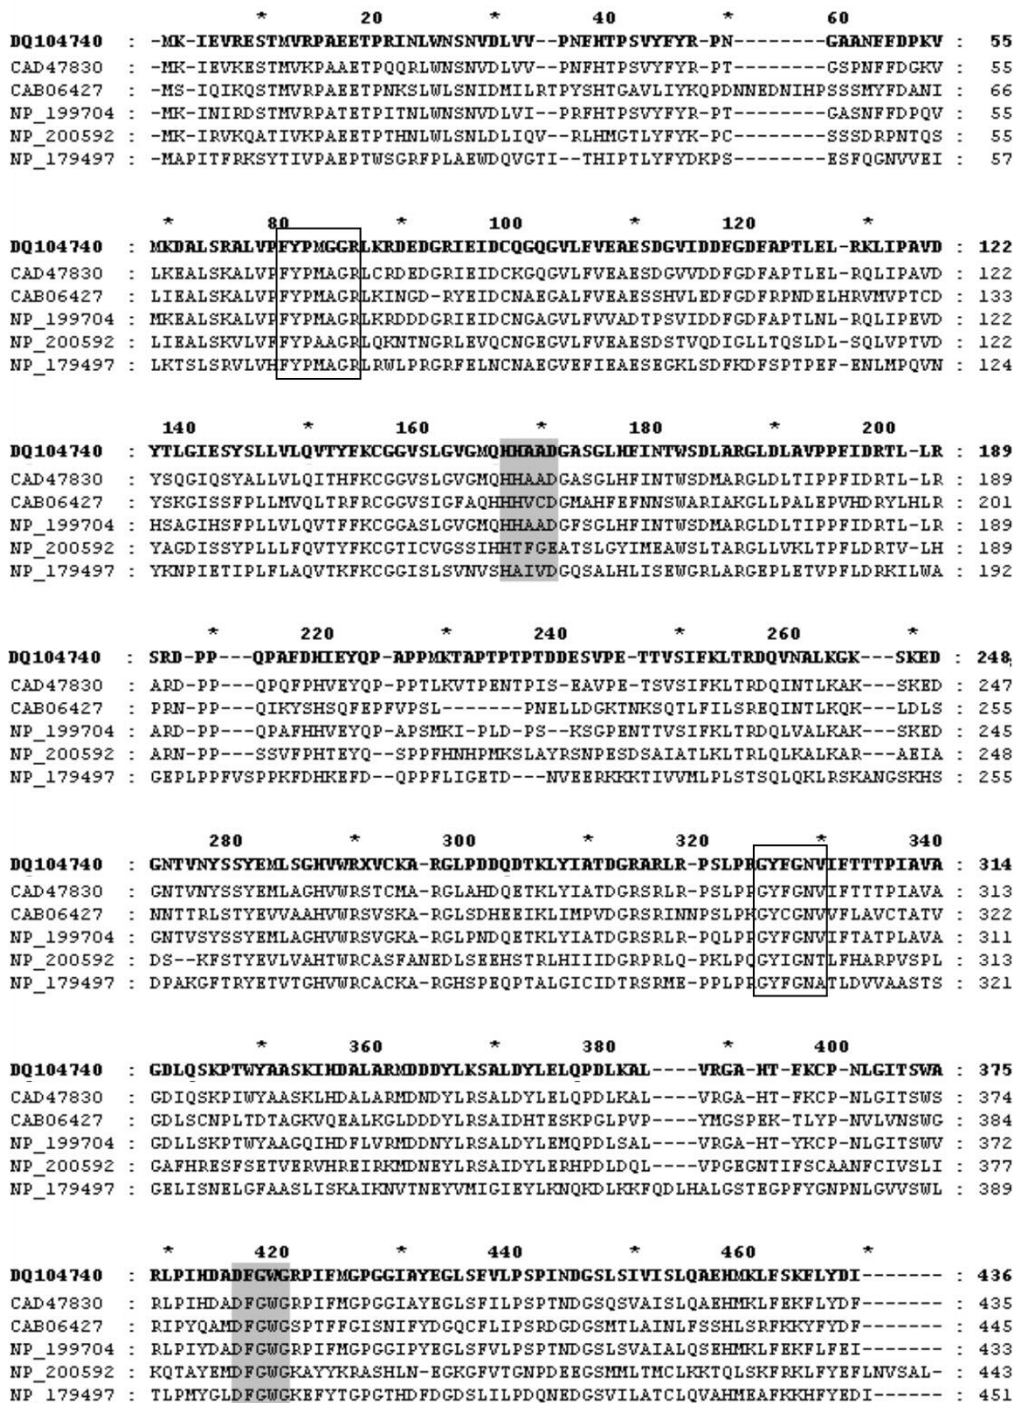 * 20 * 40 * 60
DQ104740 : -MK-IEVRESTMVRPAEETPRINLWNSNVDLVV--PNFHTPSVYFYR-PN--------GAANFFDPKV : 55
CAD47830 : -MK-IEVKESTMVKPAAETPQQRLWNSNVDLVV--PNFHTPSVYFYR-PT--------GSPNFFDGKV : 55
CAB06427 : -MS-IQIKQSTMVRPAEETPNKSLWLSNIDMILRTPYSHTGAVLIYKQPDNNEDNIHPSSSMYFDANI : 66
NP_199704 : -MK-INIRDSTMVRPATETPITNLWNSNVDLVI--PRFHTPSVYFYR-PT--------GASNFFDPQV : 55
NP_200592 : -MK-IRVKQATIVKPAEETPTHNLWLSNLDLIQV--RLHMGTLYFYK-PC--------SSSDRPNTQS : 55
NP_179497 : -MAPITFRKSYTIVPAEPTWSGRFPLAEWDQVGTI--THIPTLYFYDKPS--------ESFQGNVVEI : 57
* 80 * 100 * 120 *
DQ104740 : MKDALSRALVPFYPMGGRLKRDEDGRIEIDCQGQGVLFVEAESDGVIDDFGDFAPTLEL-RKLIPAVD : 122
CAD47830 : LKEALSKALVPFYPMAGRLCRDEDGRIEIDCKGQGVLFVEAESDGVVDDFGDFAPTLEL-RQLIPAVD : 122
CAB06427 : LIEALSKALVPFYPMAGRLKINGD-RYEIDCNAEGALFVEAESSHVLEDFGDFRPNDELHRVMVPTCD : 133
NP_199704 : MKEALSKALVPFYPMAGRLKRDDDGRIEIDCNGAGVLFVVADTPSVIDDFGDFAPTLNL-RQLIPEVD : 122
NP_200592 : LIEALSKVLVFFYPAAGRLQKNTNGRLEVQCNGEGVLFVEAESDSTVQDIGLLTQSLDL-SQLVPTVD : 122
NP_179497 : LKTSLSRVLVHFYPMAGRLRWLPRGRFELNCNAEGVEFIEAESEGKLSDFKDFSPTPEF-ENLMPQVN : 124
140 * 160 * 180 * 200
DQ104740 : YTLGIESYSLLVLQVTYFKCGGVSLGVGMQHHAADGASGLHFINTWSDLARGLDLAVPPFIDRTL-LR : 189
CAD47830 : YSQGIQSYALLVLQITHFKCGGVSLGVGMQHHAADGASGLHFINTWSDMARGLDLTIPPFIDRTL-LR : 189
CAB06427 : YSKGISSFPLLMVQLTRFRCGGVSIGFAQHHHVCDGMAHFEFNNSWARIAKGLLPALEPVHDRYLHLR : 201
NP_199704 : HSAGIHSFPLLVLQVTFFKCGGASLGVGMQHHAADGFSGLHFINTWSDMARGLDLTIPPFIDRTL-LR : 189
NP_200592 : YAGDISSYPLLLFQVTYFKCGTICVGSSIHHTFGEATSLGYIMEAWSLTARGLLVKLTPFLDRTV-LH : 189
NP_179497 : YKNPIETIPLFLAQVTKFKCGGISLSVNVSHAIVDGQSALHLISEWGRLARGEPLETVPFLDRKILWA : 192
* 220 * 240 * 260 *
DQ104740 : SRD-PP---QPAFDHIEYQP-APPMKTAPTPTPTDDESVPE-TTVSIFKLTRDQVNALKGK---SKED : 248
CAD47830 : ARD-PP---QPQFPHVEYQP-PPTLKVTPENTPIS-EAVPE-TSVSIFKLTRDQINTLKAK---SKED : 247
CAB06427 : PRN-PP---QIKYSHSQFEPFVPSL-------PNELLDGKTNKSQTLFILSREQINTLKQK---LDLS : 255
NP_199704 : ARD-PP---QPAFHHVEYQP-APSMKI-PLD-PS--KSGPENTTVSIFKLTRDQLVALKAK---SKED : 245
NP_200592 : ARN-PP---SSVFPHTEYQ--SPPFHNHPMKSLAYRSNPESDSAIATLKLTRLQLKALKAR---AEIA : 248
NP_179497 : GEPLPPFVSPPKFDHKEFD--QPPFLIGETD---NVEERKKKTIVVMLPLSTSQLQKLRSKANGSKHS : 255
280 * 300 * 320 * 340
DQ104740 : GNTVNYSSYEMLSGHVWRXVCKA-RGLPDDQDTKLYIATDGRARLR-PSLPRGYFGNVIFTTTPIAVA : 314
CAD47830 : GNTVNYSSYEMLAGHVWRSTCMA-RGLAHDQETKLYIATDGRSRLR-PSLPPGYFGNVIFTTTPIAVA : 313
CAB06427 : NNTTRLSTYEVVAAHVWRSVSKA-RGLSDHEEIKLIMPVDGRSRINNPSLPKGYCGNVVFLAVCTATV : 322
NP_199704 : GNTVSYSSYEMLAGHVWRSVGKA-RGLPNDQETKLYIATDGRSRLR-PQLPPGYFGNVIFTATPLAVA : 311
NP_200592 : DS--KFSTYEVLVAHTWRCASFANEDLSEEHSTRLHIIIDGRPRLQ-PKLPQGYIGNTLFHARPVSPL : 313
NP_179497 : DPAKGFTRYETVTGHVWRCACKA-RGHSPEQPTALGICIDTRSRME-PPLPRGYFGNATLDVVAASTS : 321
* 360 * 380 * 400
DQ104740 : GDLQSKPTWYAASKIHDALARMDDDYLKSALDYLELQPDLKAL----VRGA-HT-FKCP-NLGITSWA : 375
CAD47830 : GDIQSKPIWYAASKLHDALARMDNDYLRSALDYLELQPDLKAL----VRGA-HT-FKCP-NLGITSWS : 374
CAB06427 : GDLSCNPLTDTAGKVQEALKGLDDDYLRSAIDHTESKPGLPVP----YMGSPEK-TLYP-NVLVNSWG : 384
NP_199704 : GDLLSKPTWYAAGQIHDFLVRMDDNYLRSALDYLEMQPDLSAL----VRGA-HT-YKCP-NLGITSWV : 372
NP_200592 : GAFHRESFSETVERVHREIRKMDNEYLRSAIDYLERHPDLDQL----VPGEGNTIFSCAANFCIVSLI : 377
NP_179497 : GELISNELGFAASLISKAIKNVTNEYVMIGIEYLKNQKDLKKFQDLHALGSTEGPFYGNPNLGVVSWL : 389
* 420 * 440 * 460 *
DQ104740 : RLPIHDADFGWGRPIFMGPGGIAYEGLSFVLPSPINDGSLSIVISLQAEHMKLFSKFLYDI------- : 436
CAD47830 : RLPIHDADFGWGRPIFMGPGGIAYEGLSFILPSPTNDGSQSVAISLQAEHMKLFEKFLYDF------- : 435
CAB06427 : RIPYQAMDFGWGSPTFFGISNIFYDGQCFLIPSRDGDGSMTLAINLFSSHLSRFKKYFYDF------- : 445
NP_199704 : RLPIYDADFGWGRPIFMGPGGIPYEGLSFVLPSPTNDGSLSVAIALQSEHMKLFEKFLFEI------- : 433
NP_200592 : KQTAYEMDFGWGKAYYKRASHLN-EGKGFVTGNPDEEGSMMLTMCLKKTQLSKFRKLFYEFLNVSAL- : 443
NP_179497 : TLPMYGLDFGWGKEFYTGPGTHDFDGDSLILPDQNEDGSVILATCLQVAHMEAFKKHFYEDI------ : 451